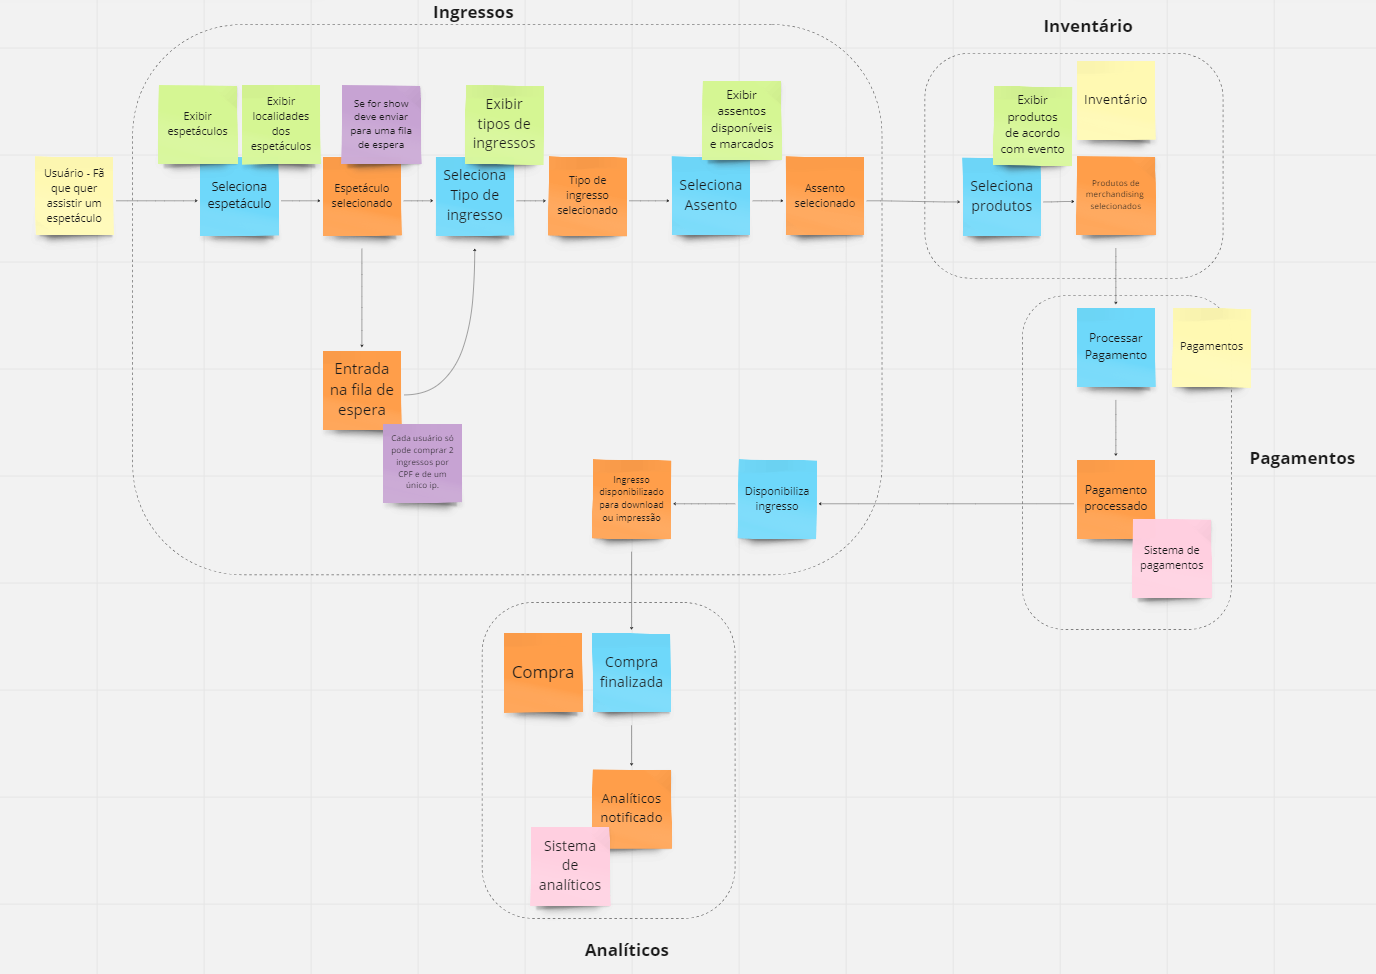 Ingressos
Inventário
Exibir
espetáculos
Exibir
localidades
dos
espetáculos
Se for show
deve enviar
para uma fila
de espera
Exibir
tipos de
ingressos
Exibir
assentos
disponíveis
e marcados
Exibir
produtos
de acordo
com evento
Inventário
Usuário - Fã
que quer
assistir um
espetáculo
Seleciona
espetáculo
Espetáculo
selecionado
Seleciona
Tipo de
ingresso
Tipo de
ingresso
selecionado
Seleciona
Assento
Assento
selecionado
Seleciona
produtos
Produtos de
merchandising
selecionados
Processar
Pagamento
Pagamentos
Entrada
na fila de
espera
Cada usuário só
pode comprar 2
ingressos por
CPF e de um
único ip.
Pagamentos
Ingresso
disponibilizado
para download
ou impressão
Disponibiliza
ingresso
Pagamento
processado
Sistema de
pagamentos
Compra
Compra
finalizada
Analíticos
notificado
Sistema
de
analíticos
Analíticos